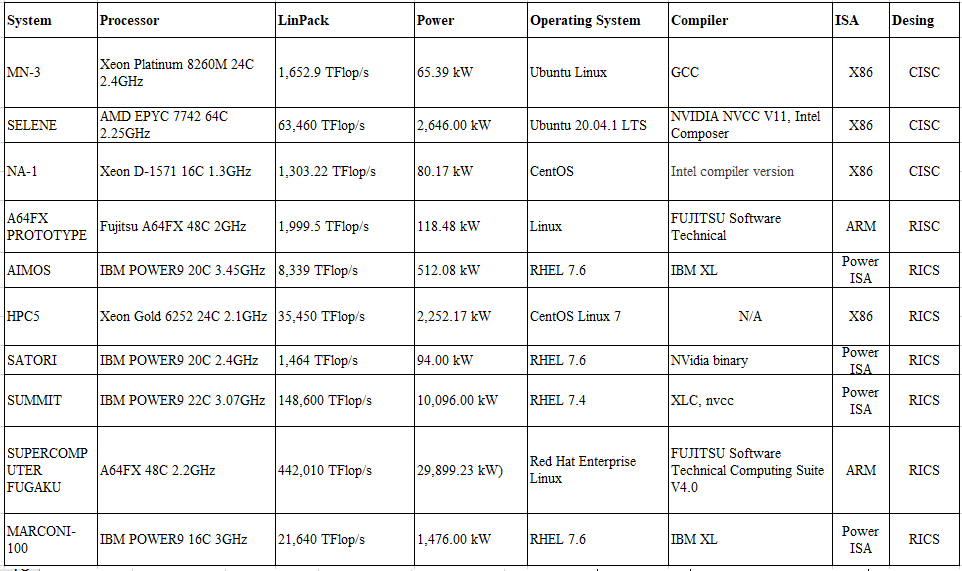 System Processor LinPack Power Operating System Compiler ISA Desing
MN-3 Xeon Platinum 8260M 24C 2.4GHz 1,652.9 TFlop/s 65.39 kW Ubuntu Linux GCC X86 CISC
SELENE AMD EPYC 7742 64C 2.25GHz 63,460 TFlop/s 2,646.00 kW Ubuntu 20.04.1 LTS NVIDIA NVCC V11, Intel Composer X86 CISC
NA-1 Xeon D-1571 16C 1.3GHz 1,303.22 TFlop/s 80.17 kW CentOS Intel compiler version X86 CISC
A64FX PROTOTYPE Fujitsu A64FX 48C 2GHz 1,999.5 TFlop/s 118.48 kW Linux FUJITSU Software Technical ARM RISC
AIMOS IBM POWER9 20C 3.45GHz 8,339 TFlop/s 512.08 kW RHEL 7.6 IBM XL Power ISA RICS
HPC5 Xeon Gold 6252 24C 2.1GHz 35,450 TFlop/s 2,252.17 kW CentOS Linux 7 N/A X86 RICS
SATORI IBM POWER9 20C 2.4GHz 1,464 TFlop/s 94.00 kW RHEL 7.6 NVidia binary Power ISA RICS
SUMMIT IBM POWER9 22C 3.07GHz 148,600 TFlop/s 10,096.00 kW RHEL 7.4 XLC, nvcc Power ISA RICS
SUPERCOMPUTER FUGAKU A64FX 48C 2.2GHz 442,010 TFlop/s 29,899.23 kW) Red Hat Enterprise Linux FUJITSU Software Technical Computing Suite V4.0 ARM RICS
MARCONI-100 IBM POWER9 16C 3GHz 21,640 TFlop/s 1,476.00 kW RHEL 7.6 IBM XL Power ISA RICS